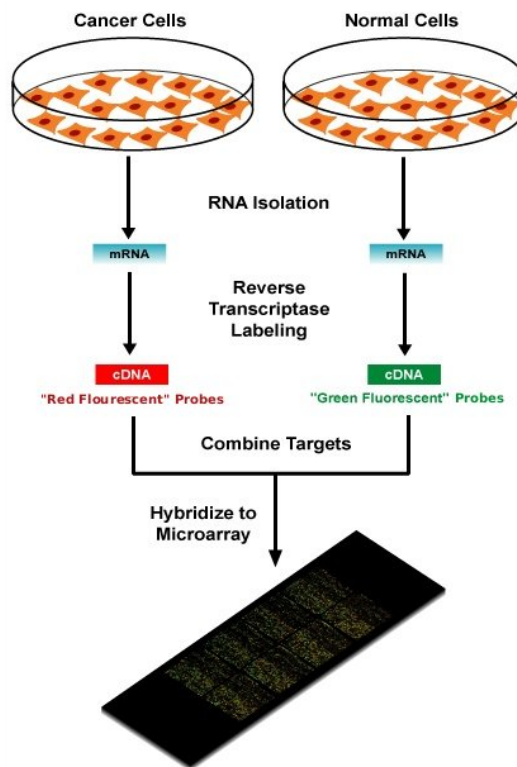 Cancer Cells
Normal Cells
RNA Isolation
mRNA
mRNA
Reverse
Transcriptase
Labeling
cDNA
cDNA
"Red Flourescent" Probes
"Green Fluorescent" Probes
Combine Targets
Hybridize to
Microarray